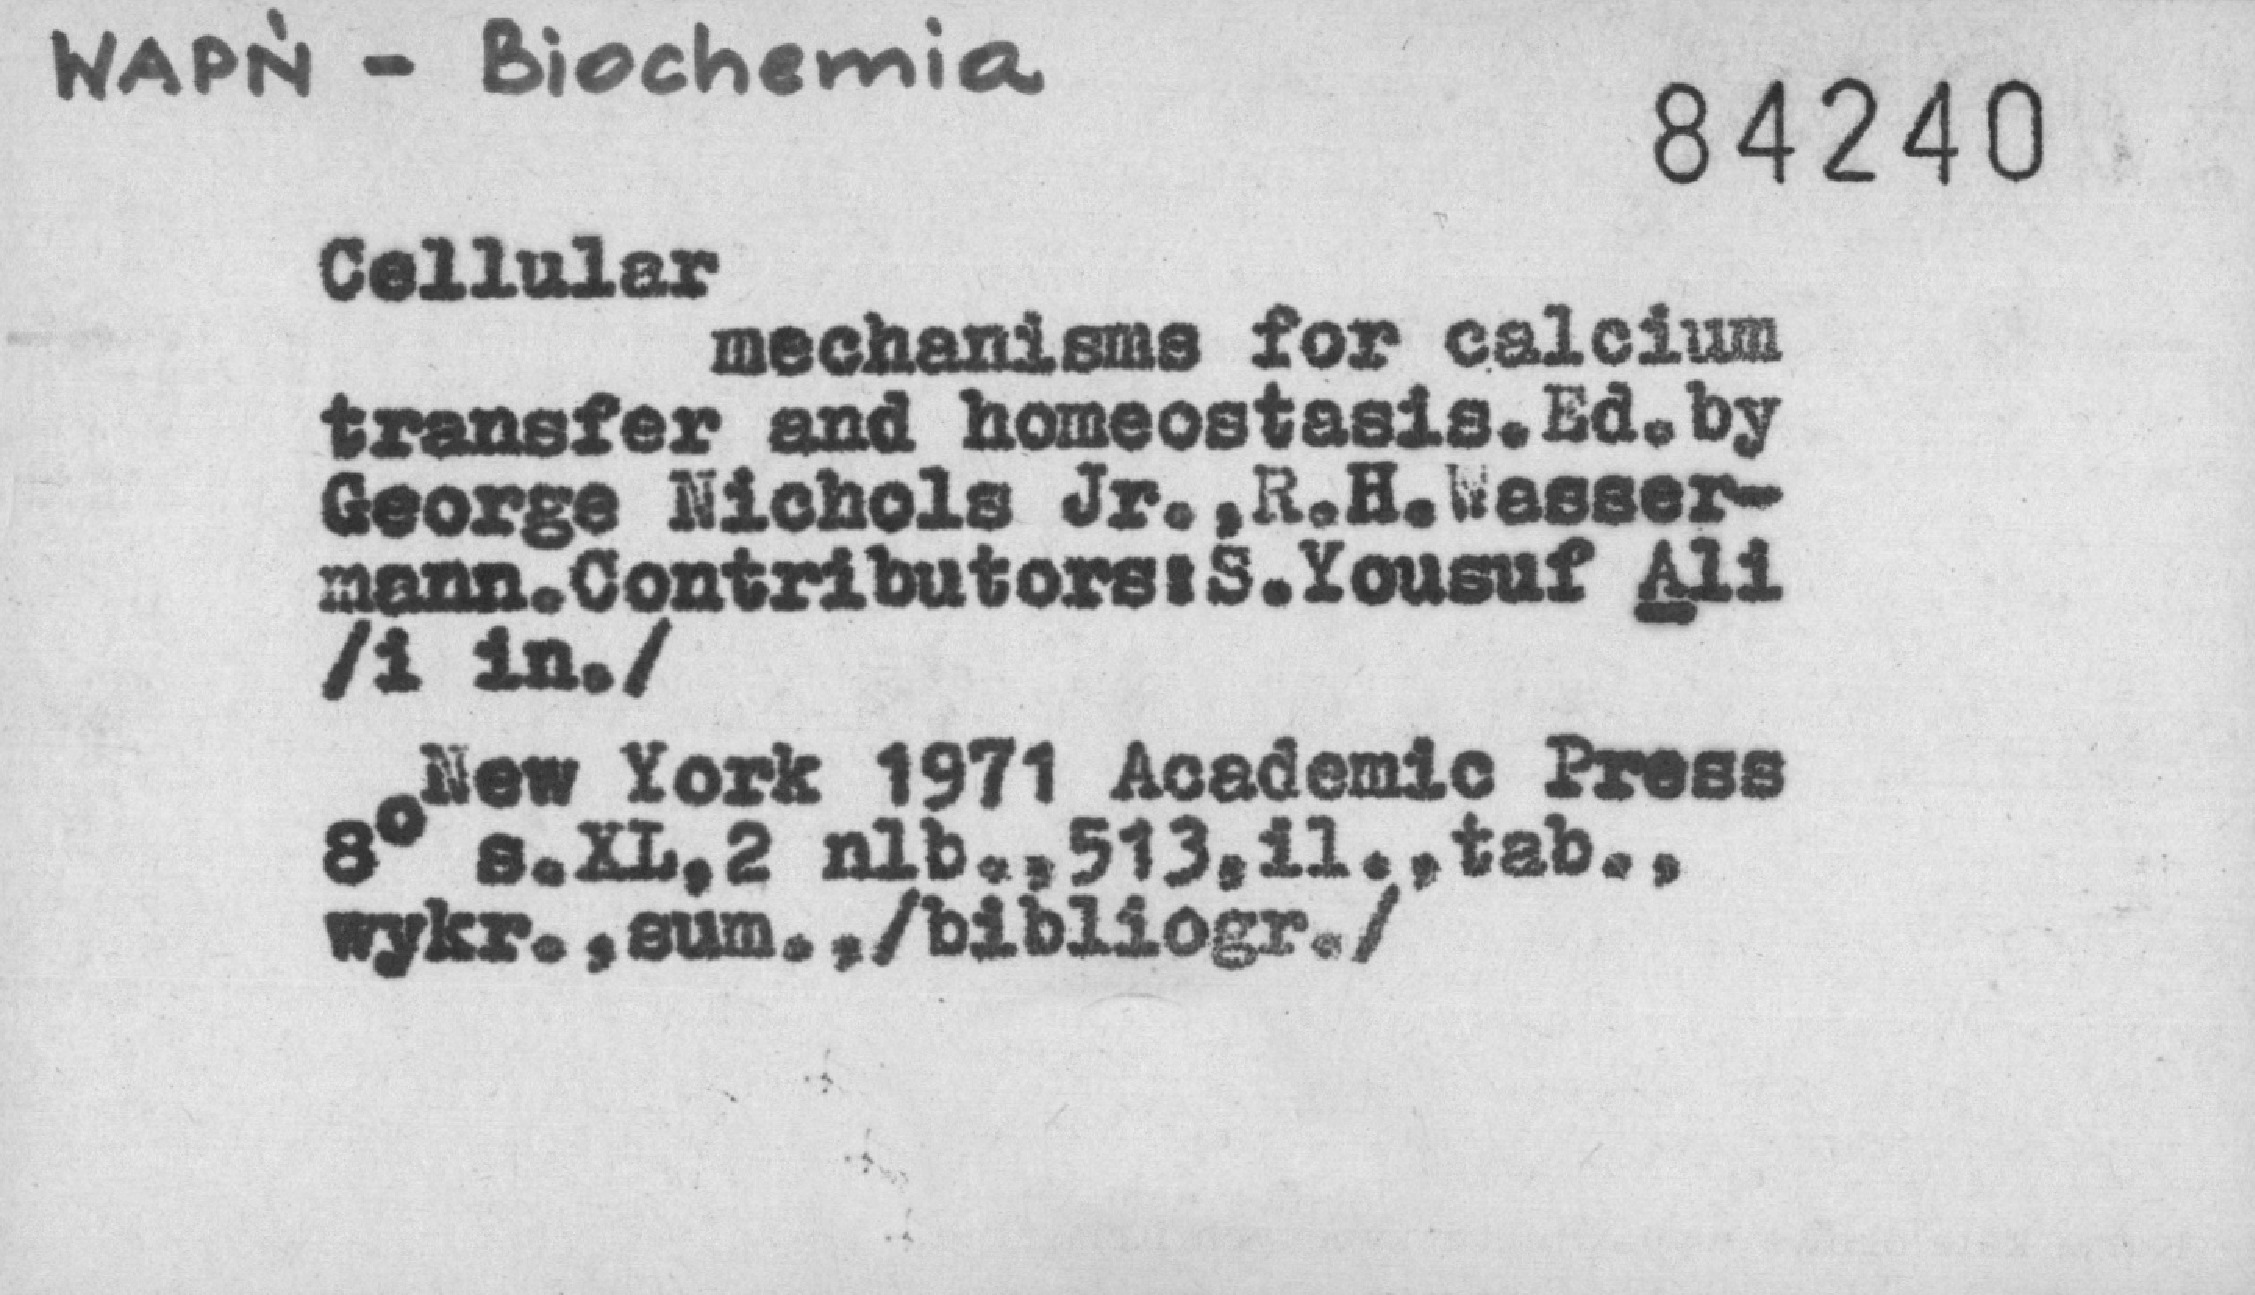 WAPŃ - Biochemia
84240
Cellular
mechanisms for calcium
transfer and homeostasis.Ed.by
George Nichols Jr.,R.H.Wasser-
mann.Contributors:S.Yousuf Ali
/i in./
New York 1971 Academic Press
8° s.XL,2 nlb.,513,il.,tab.,
wykr.,sum.,/bibliogr./